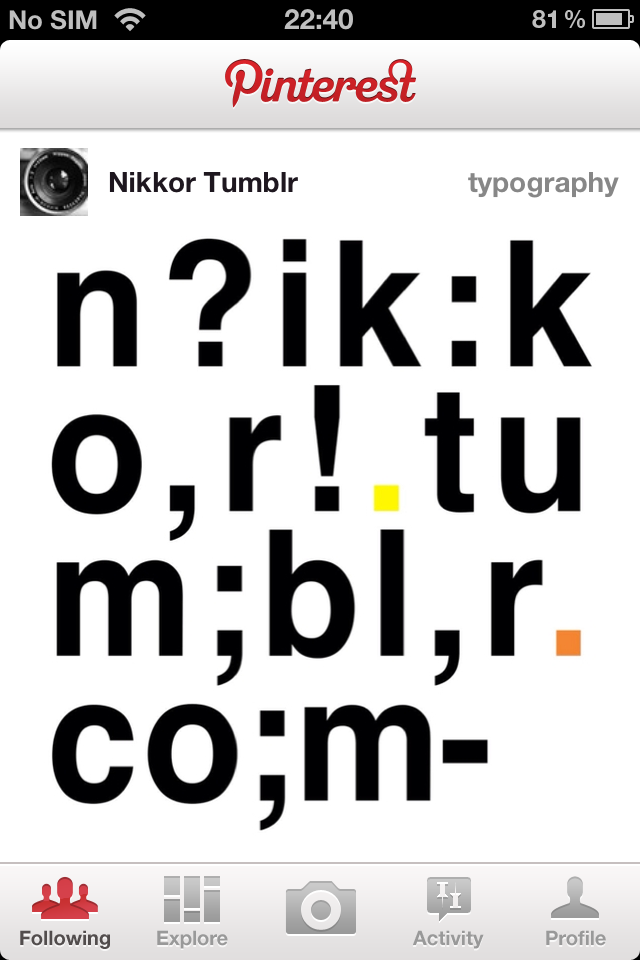 No SIM 22:40 81 %
Pinterest
Nikkor Tumblr typography
n?ik:k
o,r!.tu
m;bl,r.
co;m-
Following Explore Activity Profile